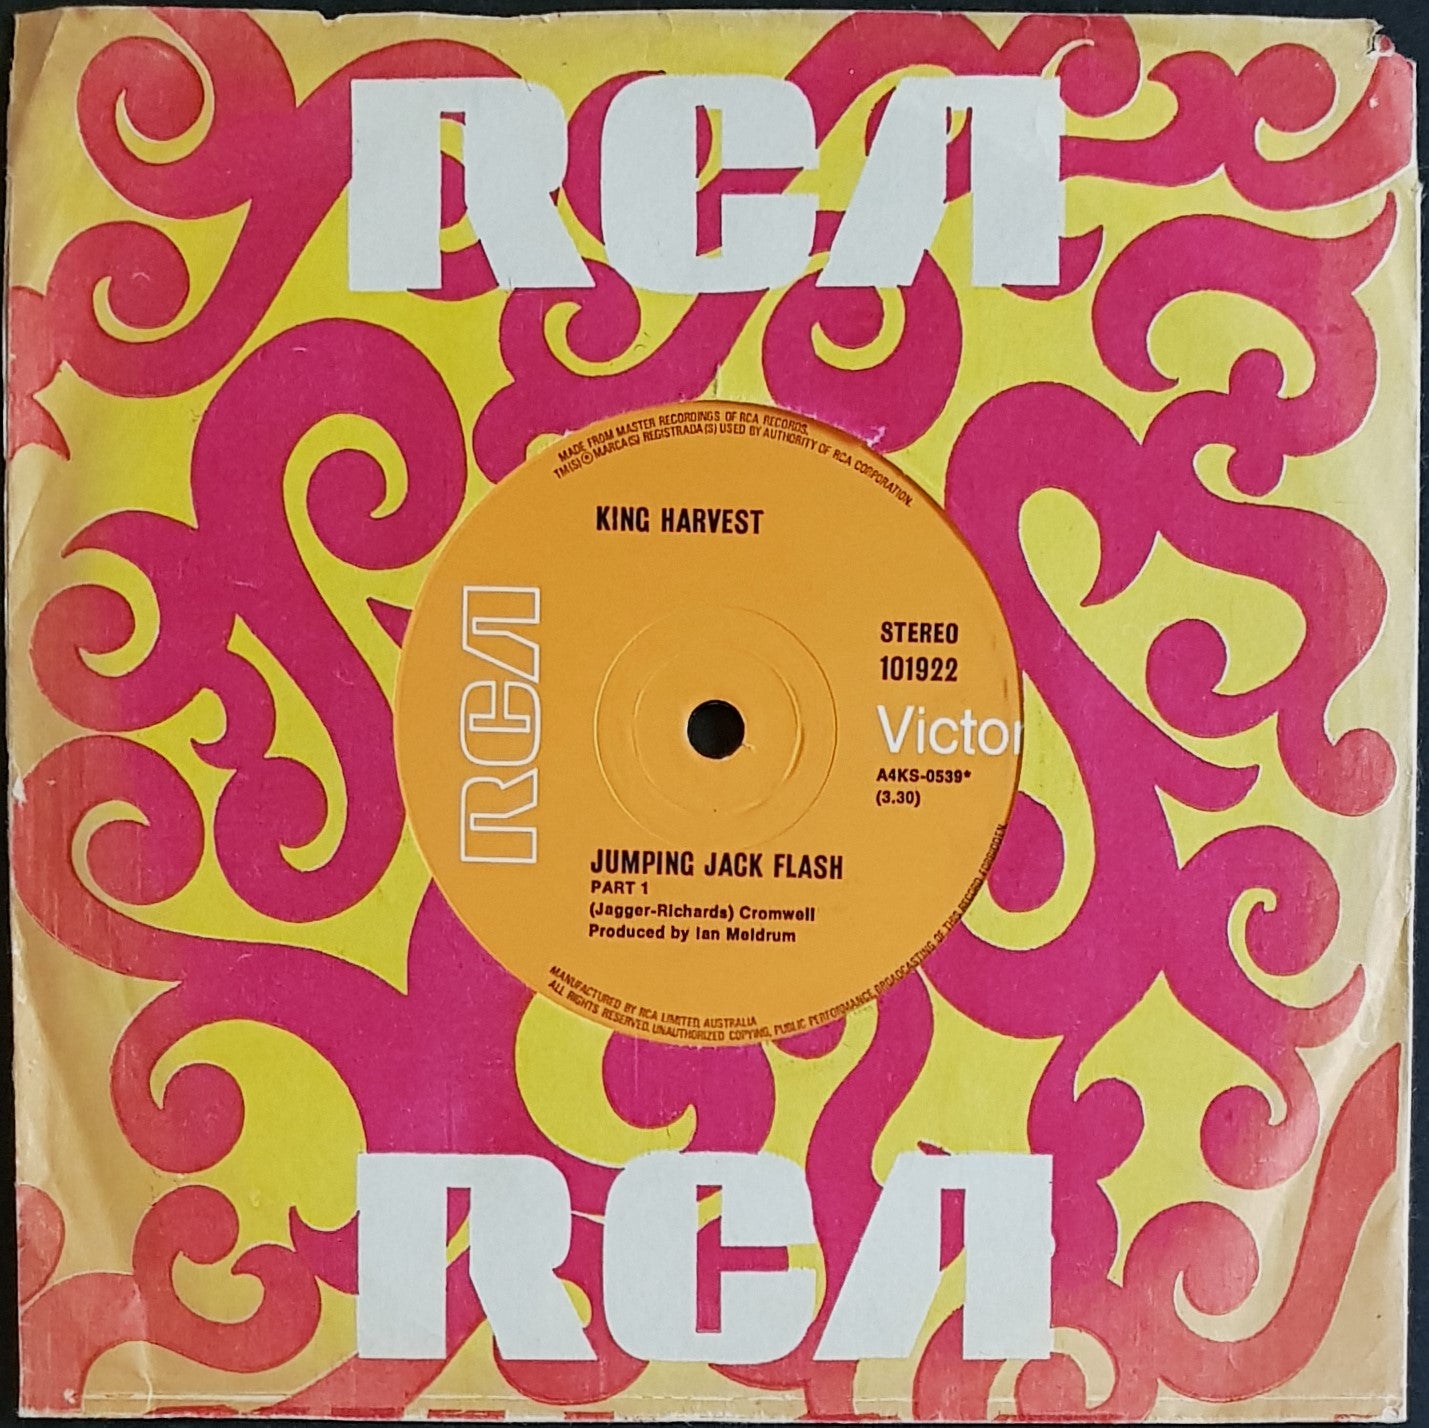 RCA
MADE FROM MASTER RECORDINGS OF RCA RECORDS.
TM(S)® MARCA(S) REGISTRADA(S) USED BY AUTHORITY OF RCA CORPORATION.
KING HARVEST
RCA
STEREO
101922
Victor
A4KS-0539*
(3.30)
JUMPING JACK FLASH
PART 1
(Jagger-Richards) Cromwell
Produced by Ian Meldrum
MANUFACTURED BY RCA LIMITED, AUSTRALIA
ALL RIGHTS RESERVED, UNAUTHORIZED COPYING, PUBLIC PERFORMANCE, BROADCASTING OF THIS RECORD FORBIDDEN.
RCA